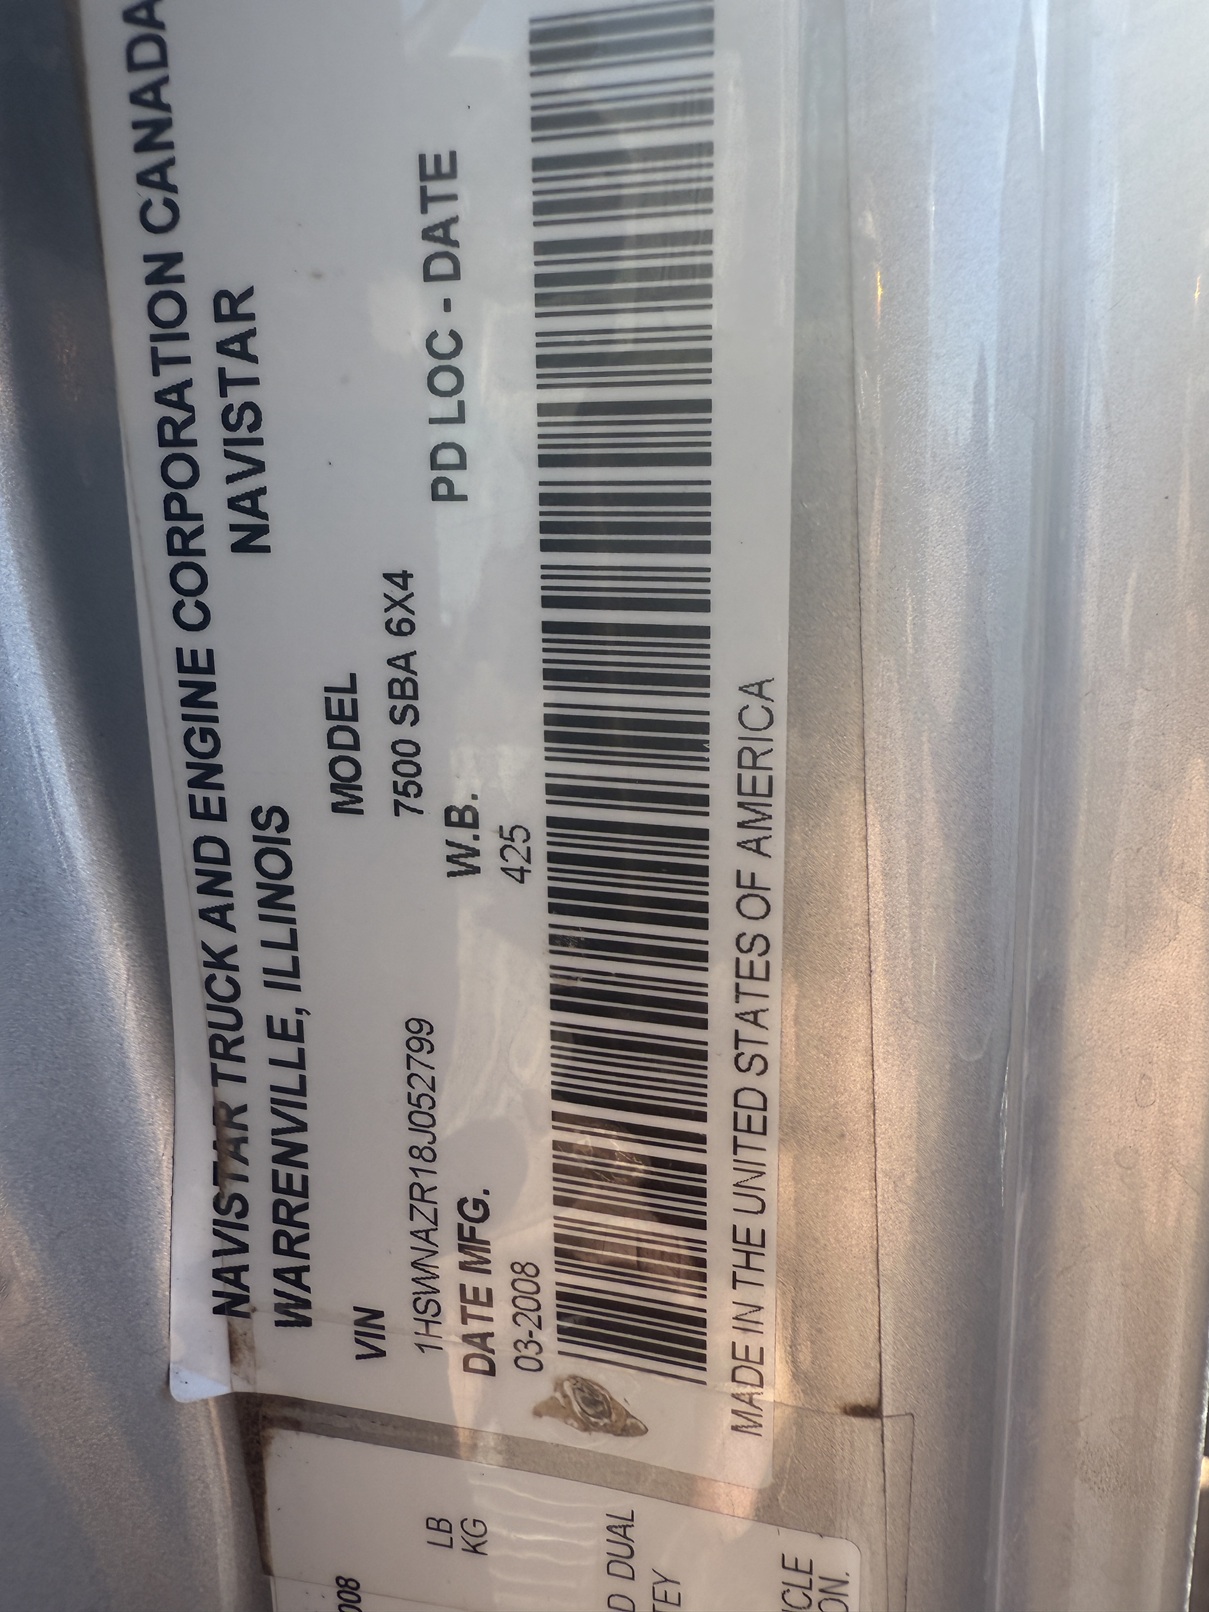 NAVISTAR TRUCK AND ENGINE CORPORATION CANADA
WARRENVILLE, ILLINOIS NAVISTAR
VIN MODEL
1HSWNAZR18J052799 7500 SBA 6X4
DATE MFG. W.B. PD LOC - DATE
03-2008 425
MADE IN THE UNITED STATES OF AMERICA
LB
KG
DUAL